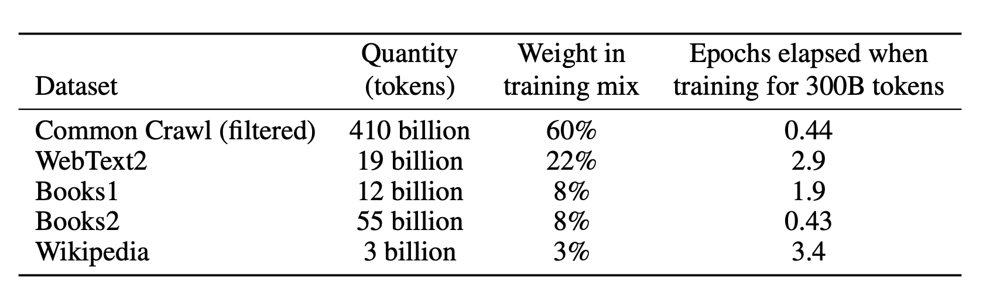 Dataset Quantity (tokens) Weight in training mix Epochs elapsed when training for 300B tokens
Common Crawl (filtered) 410 billion 60% 0.44
WebText2 19 billion 22% 2.9
Books1 12 billion 8% 1.9
Books2 55 billion 8% 0.43
Wikipedia 3 billion 3% 3.4